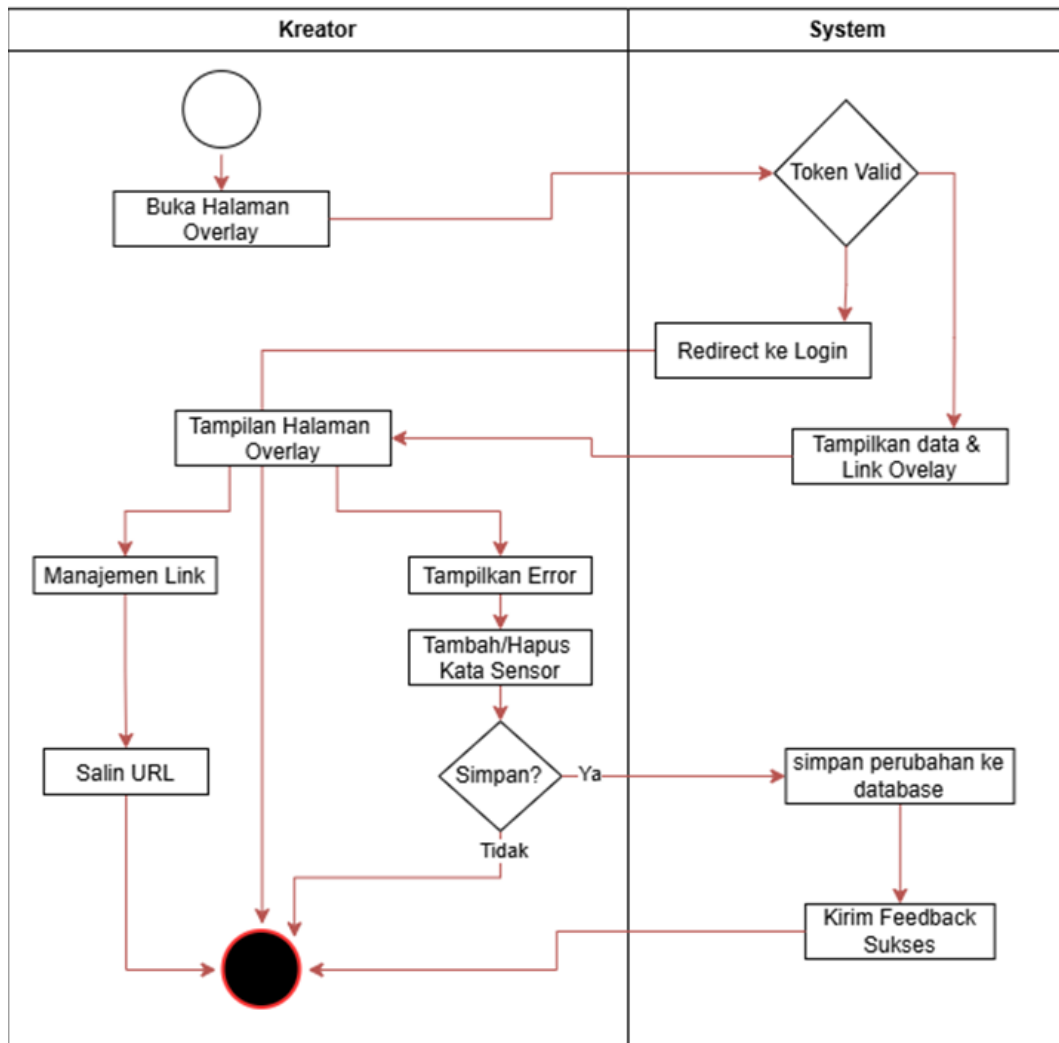 Kreator
System
Token Valid
Buka Halaman
Overlay
Redirect ke Login
Tampilan Halaman
Overlay
Tampilkan data &
Link Ovelay
Manajemen Link
Tampilkan Error
Tambah/Hapus
Kata Sensor
Salin URL
Simpan?
Ya
simpan perubahan ke
database
Tidak
Kirim Feedback
Sukses